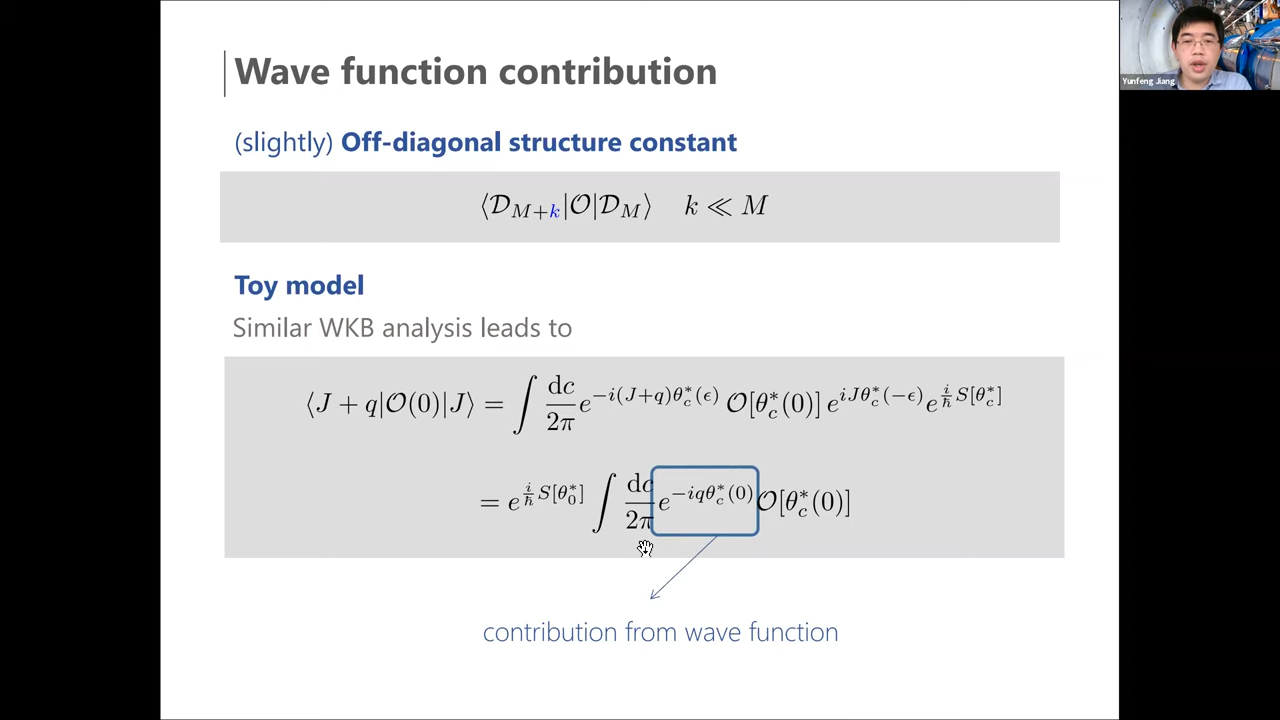 Wave function contribution
Yunfeng Jiang
(slightly) Off-diagonal structure constant
⟨𝒟_{M+k}|𝒪|𝒟_M⟩ k ≪ M
Toy model
Similar WKB analysis leads to
⟨J + q|𝒪(0)|J⟩ = ∫ dc/2π e^{−i(J+q)θ_c^*(ϵ)} 𝒪[θ_c^*(0)] e^{iJθ_c^*(−ϵ)} e^{i/ℏ S[θ_c^*]}
= e^{i/ℏ S[θ_0^*]} ∫ dc/2π e^{−iqθ_c^*(0)} 𝒪[θ_c^*(0)]
contribution from wave function